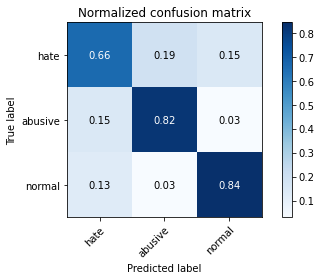 Normalized confusion matrix
True label
hate 0.66 0.19 0.15
abusive 0.15 0.82 0.03
normal 0.13 0.03 0.84
hate abusive normal
Predicted label
0.8
0.7
0.6
0.5
0.4
0.3
0.2
0.1